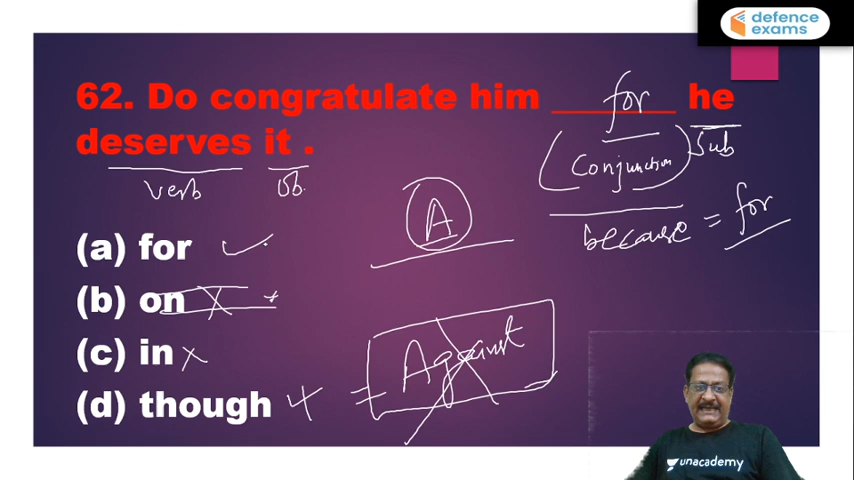 defence
exams
62. Do congratulate him ______ he
for
deserves it .
verb
ob.
(Conjunction)
Sub
because = for
A
(a) for
(b) on
(c) in
(d) though
= Against
unacademy